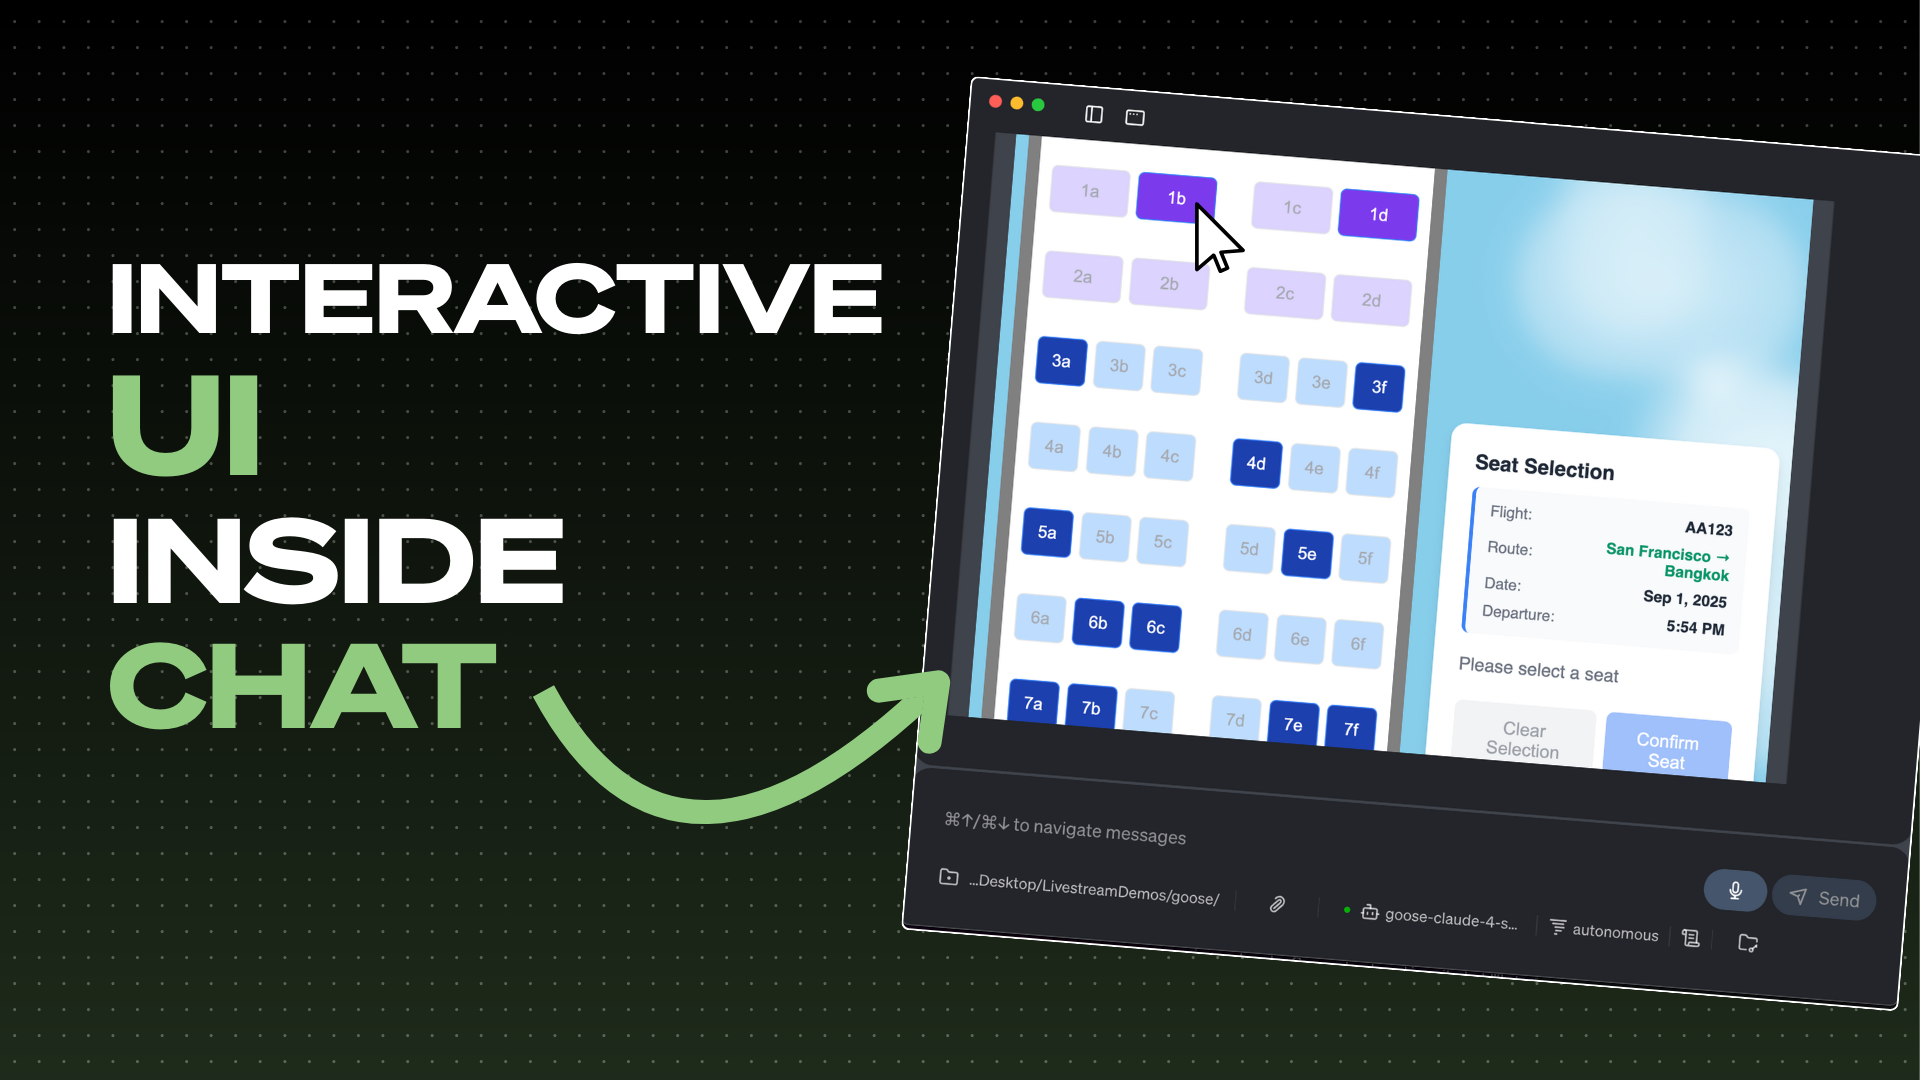 INTERACTIVE
UI
INSIDE
CHAT
1a 1b 1c 1d
2a 2b 2c 2d
3a 3b 3c 3d 3e 3f
4a 4b 4c 4d 4e 4f
5a 5b 5c 5d 5e 5f
6a 6b 6c 6d 6e 6f
7a 7b 7c 7d 7e 7f
Seat Selection
Flight: AA123
Route: San Francisco →
Bangkok
Date: Sep 1, 2025
Departure: 5:54 PM
Please select a seat
Clear
Selection
Confirm
Seat
⌘↑/⌘↓ to navigate messages
...Desktop/LivestreamDemos/goose/
goose-claude-4-s...
autonomous
Send